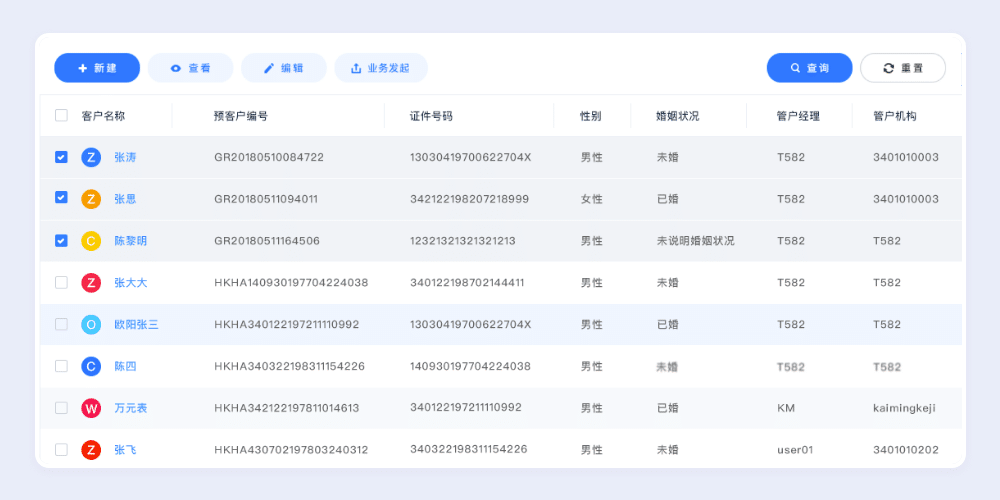 新建 查看 编辑 业务发起 查询 重置
客户名称 预客户编号 证件号码 性别 婚姻状况 管户经理 管户机构
Z 张涛 GR20180510084722 13030419700622704X 男性 未婚 T582 3401010003
Z 张思 GR20180511094011 342122198207218999 女性 已婚 T582 3401010003
C 陈黎明 GR20180511164506 12321321321321213 男性 未说明婚姻状况 T582 T582
Z 张大大 HKHA140930197704224038 340122198702144411 男性 未婚 T582 T582
O 欧阳张三 HKHA340122197211110992 13030419700622704X 男性 已婚 T582 T582
C 陈四 HKHA340322198311154226 140930197704224038 男性 未婚 T582 T582
W 万元表 HKHA342122197811014613 340122197211110992 男性 已婚 KM kaimingkeji
Z 张飞 HKHA430702197803240312 340322198311154226 男性 未婚 user01 3401010202